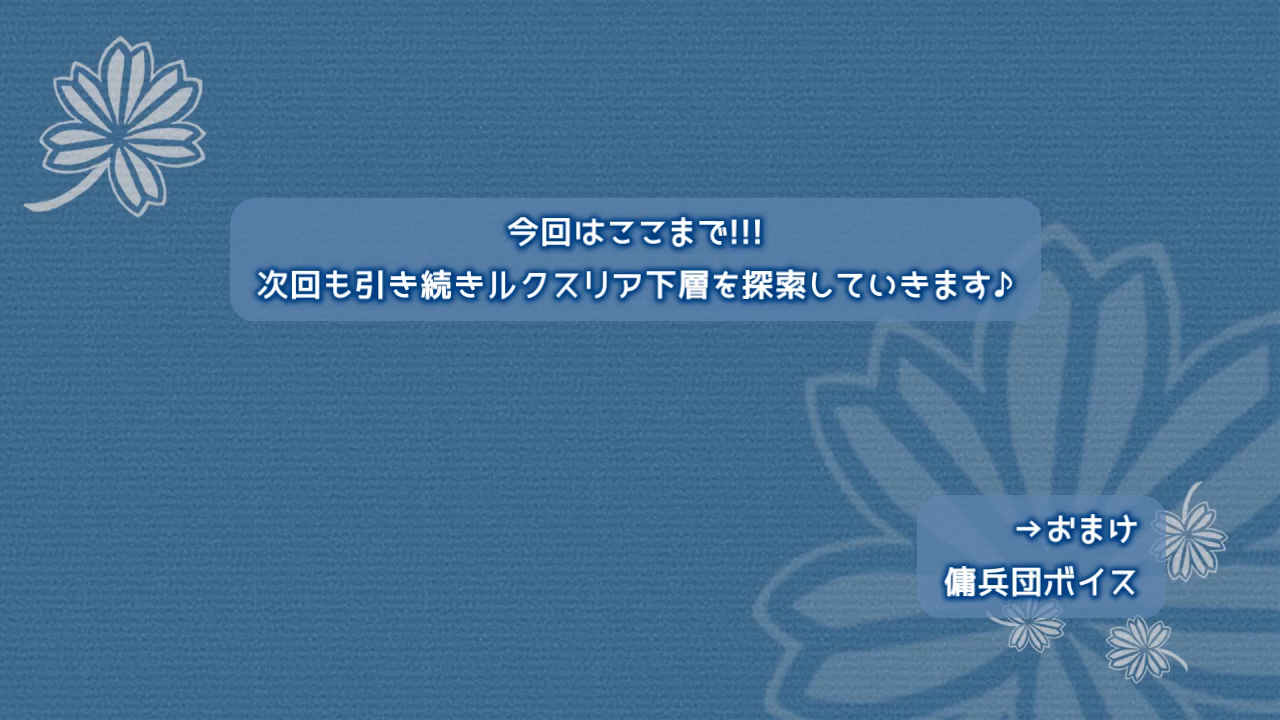 今回はここまで!!!
次回も引き続きルクスリア下層を探索していきます♪
→おまけ
傭兵団ボイス